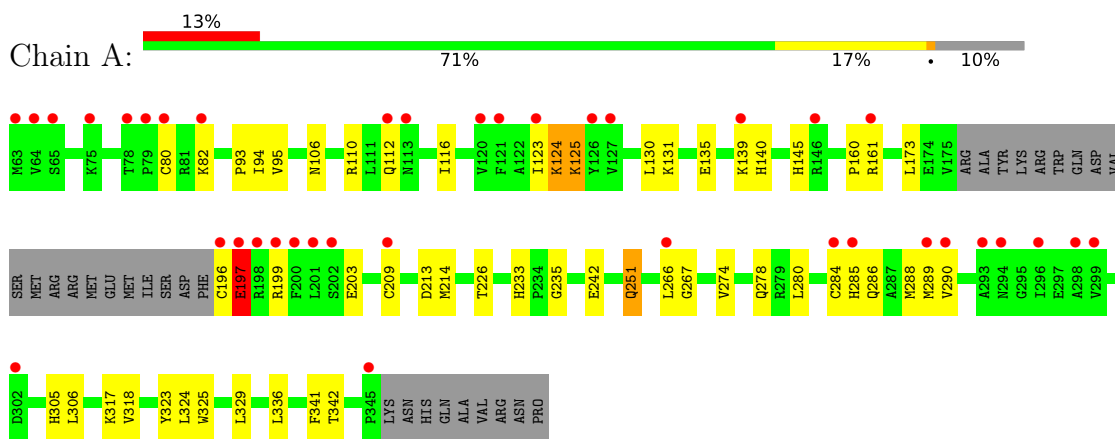 13%
Chain A:
71% 17% • 10%
M63 V64 S65 K75 T78 P79 C80 R81 K82 P93 I94 V95 N106 R110 L111 Q112 N113 I116 V120 F121 A122 I123 K124 K125 Y126 V127 L130 K131 E135 K139 H140 H145 R146 P160 R161 L173 E174 V175 ARG ALA TYR LYS ARG TRP GLN ASP VAL
SER MET ARG ARG MET GLU MET ILE SER ASP PHE C196 E197 R198 R199 F200 L201 S202 E203 C209 D213 M214 T226 H233 P234 G235 E242 Q251 L266 G267 V274 Q278 R279 L280 C284 H285 Q286 A287 M288 M289 V290 A293 N294 G295 I296 E297 A298 V299
D302 H305 L306 K317 V318 Y323 L324 W325 L329 L336 F341 T342 P345 LYS ASN HIS GLN ALA VAL ARG ASN PRO